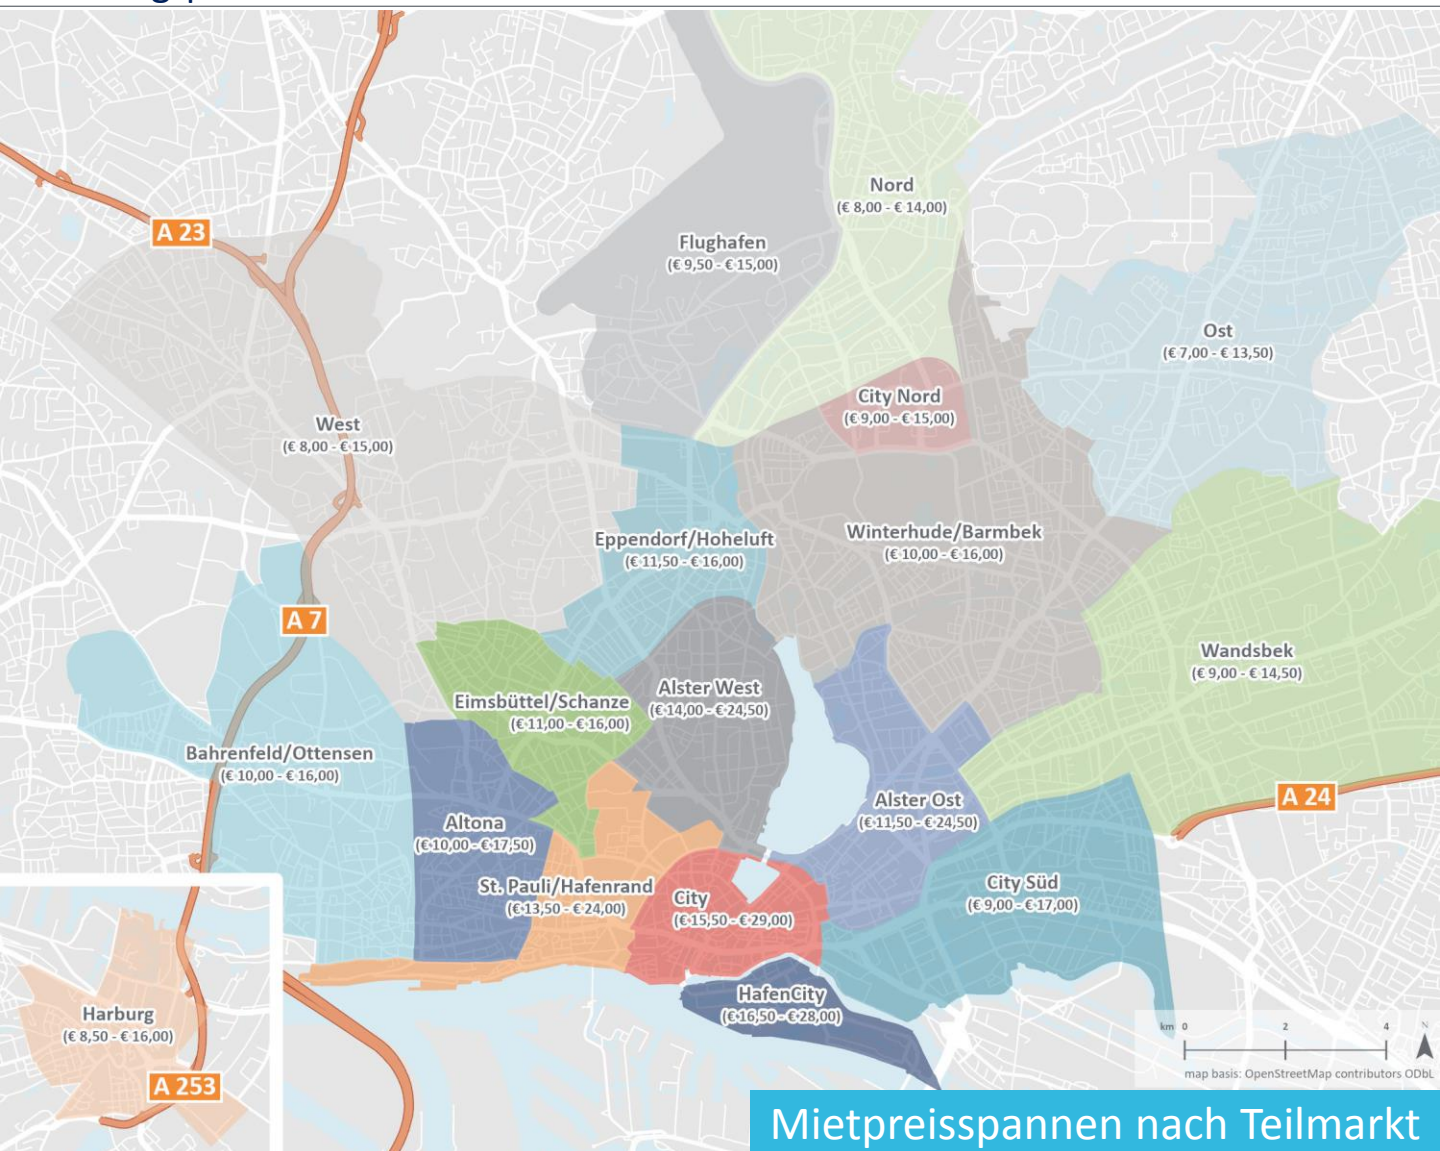 Nord
(€ 8,00 - € 14,00)
A 23
Flughafen
(€ 9,50 - € 15,00)
Ost
(€ 7,00 - € 13,50)
City Nord
(€ 9,00 - € 15,00)
West
(€ 8,00 - € 15,00)
Winterhude/Barmbek
(€ 10,00 - € 16,00)
Eppendorf/Hoheluft
(€ 11,50 - € 16,00)
A 7
Wandsbek
(€ 9,00 - € 14,50)
Alster West
(€ 14,00 - € 24,50)
Eimsbüttel/Schanze
(€ 11,00 - € 16,00)
Bahrenfeld/Ottensen
(€ 10,00 - € 16,00)
A 24
Alster Ost
(€ 11,50 - € 24,50)
Altona
(€ 10,00 - € 17,50)
St. Pauli/Hafenrand
(€ 13,50 - € 24,00)
City
(€ 15,50 - € 29,00)
City Süd
(€ 9,00 - € 17,00)
HafenCity
(€ 16,50 - € 28,00)
Harburg
(€ 8,50 - € 16,00)
A 253
km 0 2 4 N
map basis: OpenStreetMap contributors ODbL
Mietpreisspannen nach Teilmarkt